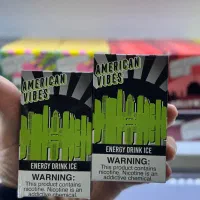 AMERICAN
VIBES
ENERGY DRINK ICE
WARNING:
This product contains
nicotine. Nicotine is an
addictive chemical.
AMERICAN
VIBES
ENERGY DRINK ICE
WARNING:
This product contains
nicotine. Nicotine is an
addictive chemical.